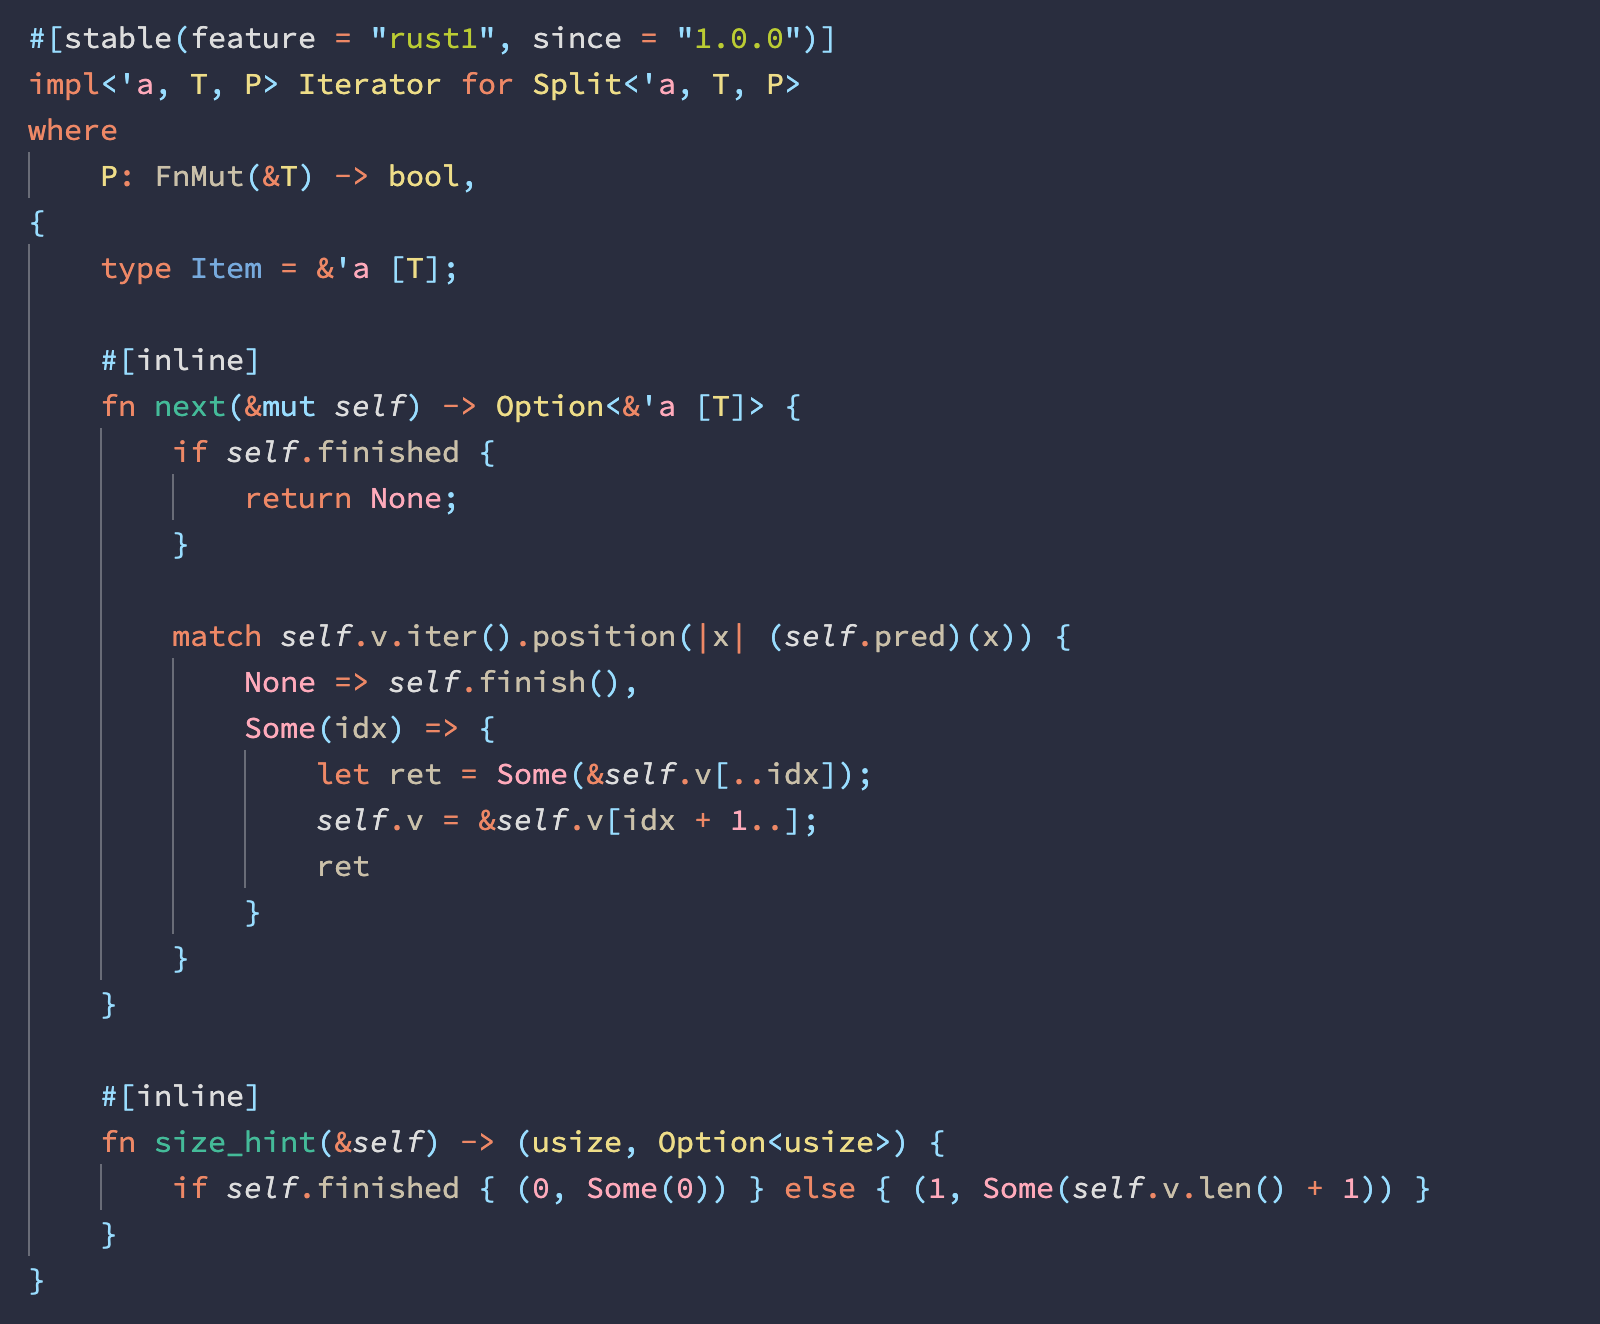 #[stable(feature = "rust1", since = "1.0.0")]
impl<'a, T, P> Iterator for Split<'a, T, P>
where
    P: FnMut(&T) -> bool,
{
    type Item = &'a [T];

    #[inline]
    fn next(&mut self) -> Option<&'a [T]> {
        if self.finished {
            return None;
        }

        match self.v.iter().position(|x| (self.pred)(x)) {
            None => self.finish(),
            Some(idx) => {
                let ret = Some(&self.v[..idx]);
                self.v = &self.v[idx + 1..];
                ret
            }
        }
    }

    #[inline]
    fn size_hint(&self) -> (usize, Option<usize>) {
        if self.finished { (0, Some(0)) } else { (1, Some(self.v.len() + 1)) }
    }
}